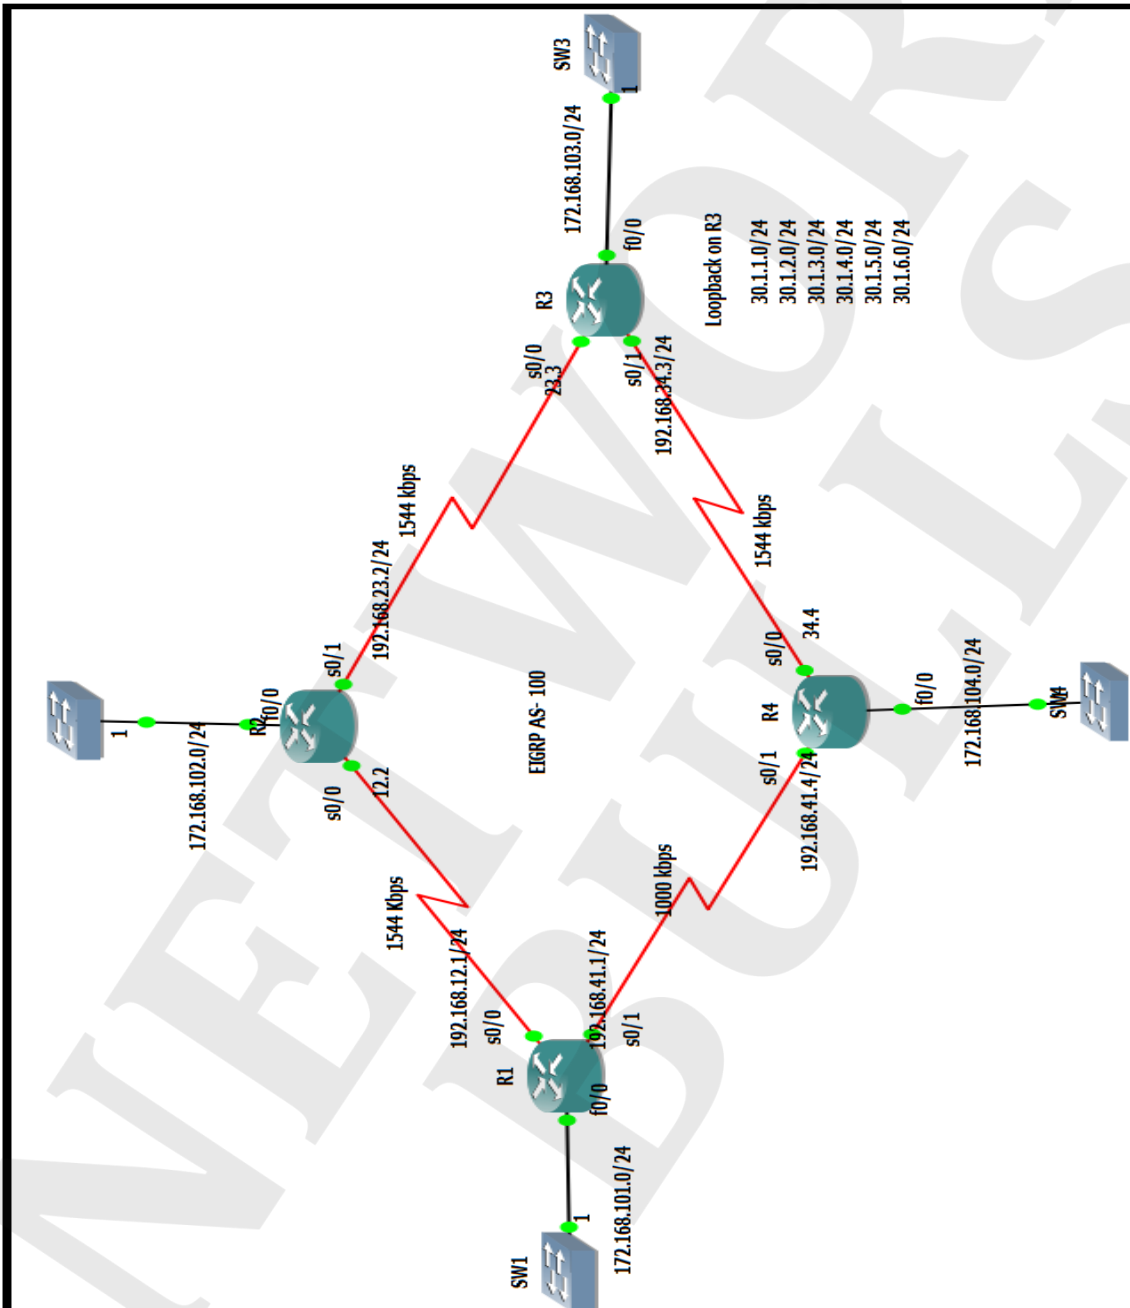 SW3
1
172.168.103.0/24
f0/0
R3
Loopback on R3
30.1.1.0/24
30.1.2.0/24
30.1.3.0/24
30.1.4.0/24
30.1.5.0/24
30.1.6.0/24
s0/0
23.3
s0/1
192.168.34.3/24
1544 kbps
192.168.23.2/24
1544 kbps
s0/1
f0/0
R2
1
172.168.102.0/24
s0/0
12.2
EIGRP AS- 100
s0/0
34.4
R4
f0/0
172.168.104.0/24
s0/1
192.168.41.4/24
1000 kbps
1544 Kbps
192.168.12.1/24
s0/0
192.168.41.1/24
s0/1
R1
f0/0
1
172.168.101.0/24
SW1
NETWORK
BULLS